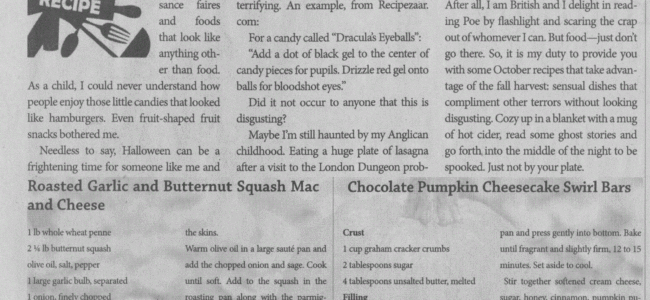 RECIPE
sance faires
and foods
that look like
anything oth-
er than food.
As a child, I could never understand how
people enjoy those little candies that looked
like hamburgers. Even fruit-shaped fruit
snacks bothered me.
Needless to say, Halloween can be a
frightening time for someone like me and
terrifying. An example, from Recipezaar.
com:
For a candy called “Dracula’s Eyeballs”:
“Add a dot of black gel to the center of
candy pieces for pupils. Drizzle red gel onto
balls for bloodshot eyes.”
Did it not occur to anyone that this is
disgusting?
Maybe I’m still haunted by my Anglican
childhood. Eating a huge plate of lasagna
after a visit to the London Dungeon prob-
After all, I am British and I delight in read-
ing Poe by flashlight and scaring the crap
out of whomever I can. But food—just don’t
go there. So, it is my duty to provide you
with some October recipes that take advan-
tage of the fall harvest: sensual dishes that
compliment other terrors without looking
disgusting. Cozy up in a blanket with a mug
of hot cider, read some ghost stories and
go forth into the middle of the night to be
spooked. Just not by your plate.
Roasted Garlic and Butternut Squash Mac
and Cheese
1 lb whole wheat penne
2 ¼ lb butternut squash
olive oil, salt, pepper
1 large garlic bulb, separated
1 onion, finely chopped
the skins.
Warm olive oil in a large sauté pan and
add the chopped onion and sage. Cook
until soft. Add to the squash in the
roasting pan along with the parmig-
Chocolate Pumpkin Cheesecake Swirl Bars
Crust
1 cup graham cracker crumbs
2 tablespoons sugar
4 tablespoons unsalted butter, melted
Filling
pan and press gently into bottom. Bake
until fragrant and slightly firm, 12 to 15
minutes. Set aside to cool.
Stir together softened cream cheese,
sugar, honey, cinnamon, pumpkin pu-